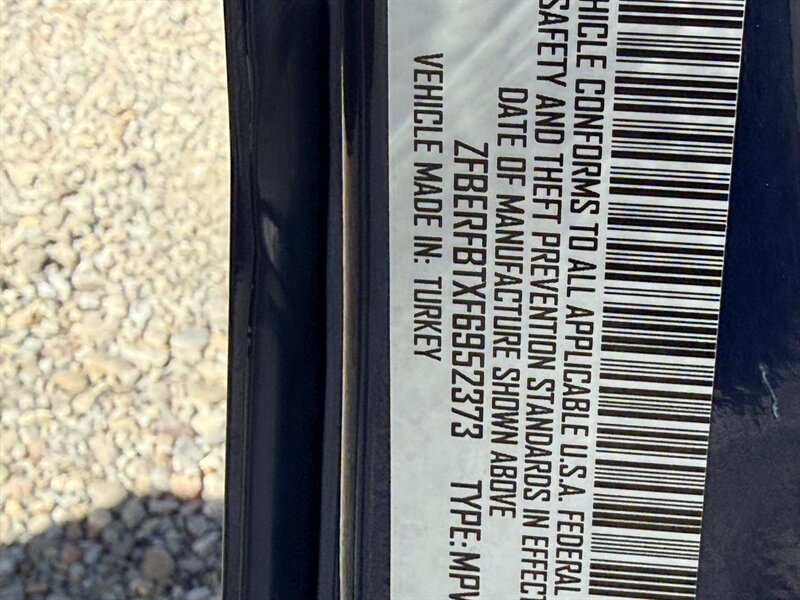 HICLE CONFORMS TO ALL APPLICABLE U.S.A. FEDERAL
SAFETY AND THEFT PREVENTION STANDARDS IN EFFECT
DATE OF MANUFACTURE SHOWN ABOVE
ZFBERFBTXF6952373 TYPE: MPV
VEHICLE MADE IN: TURKEY